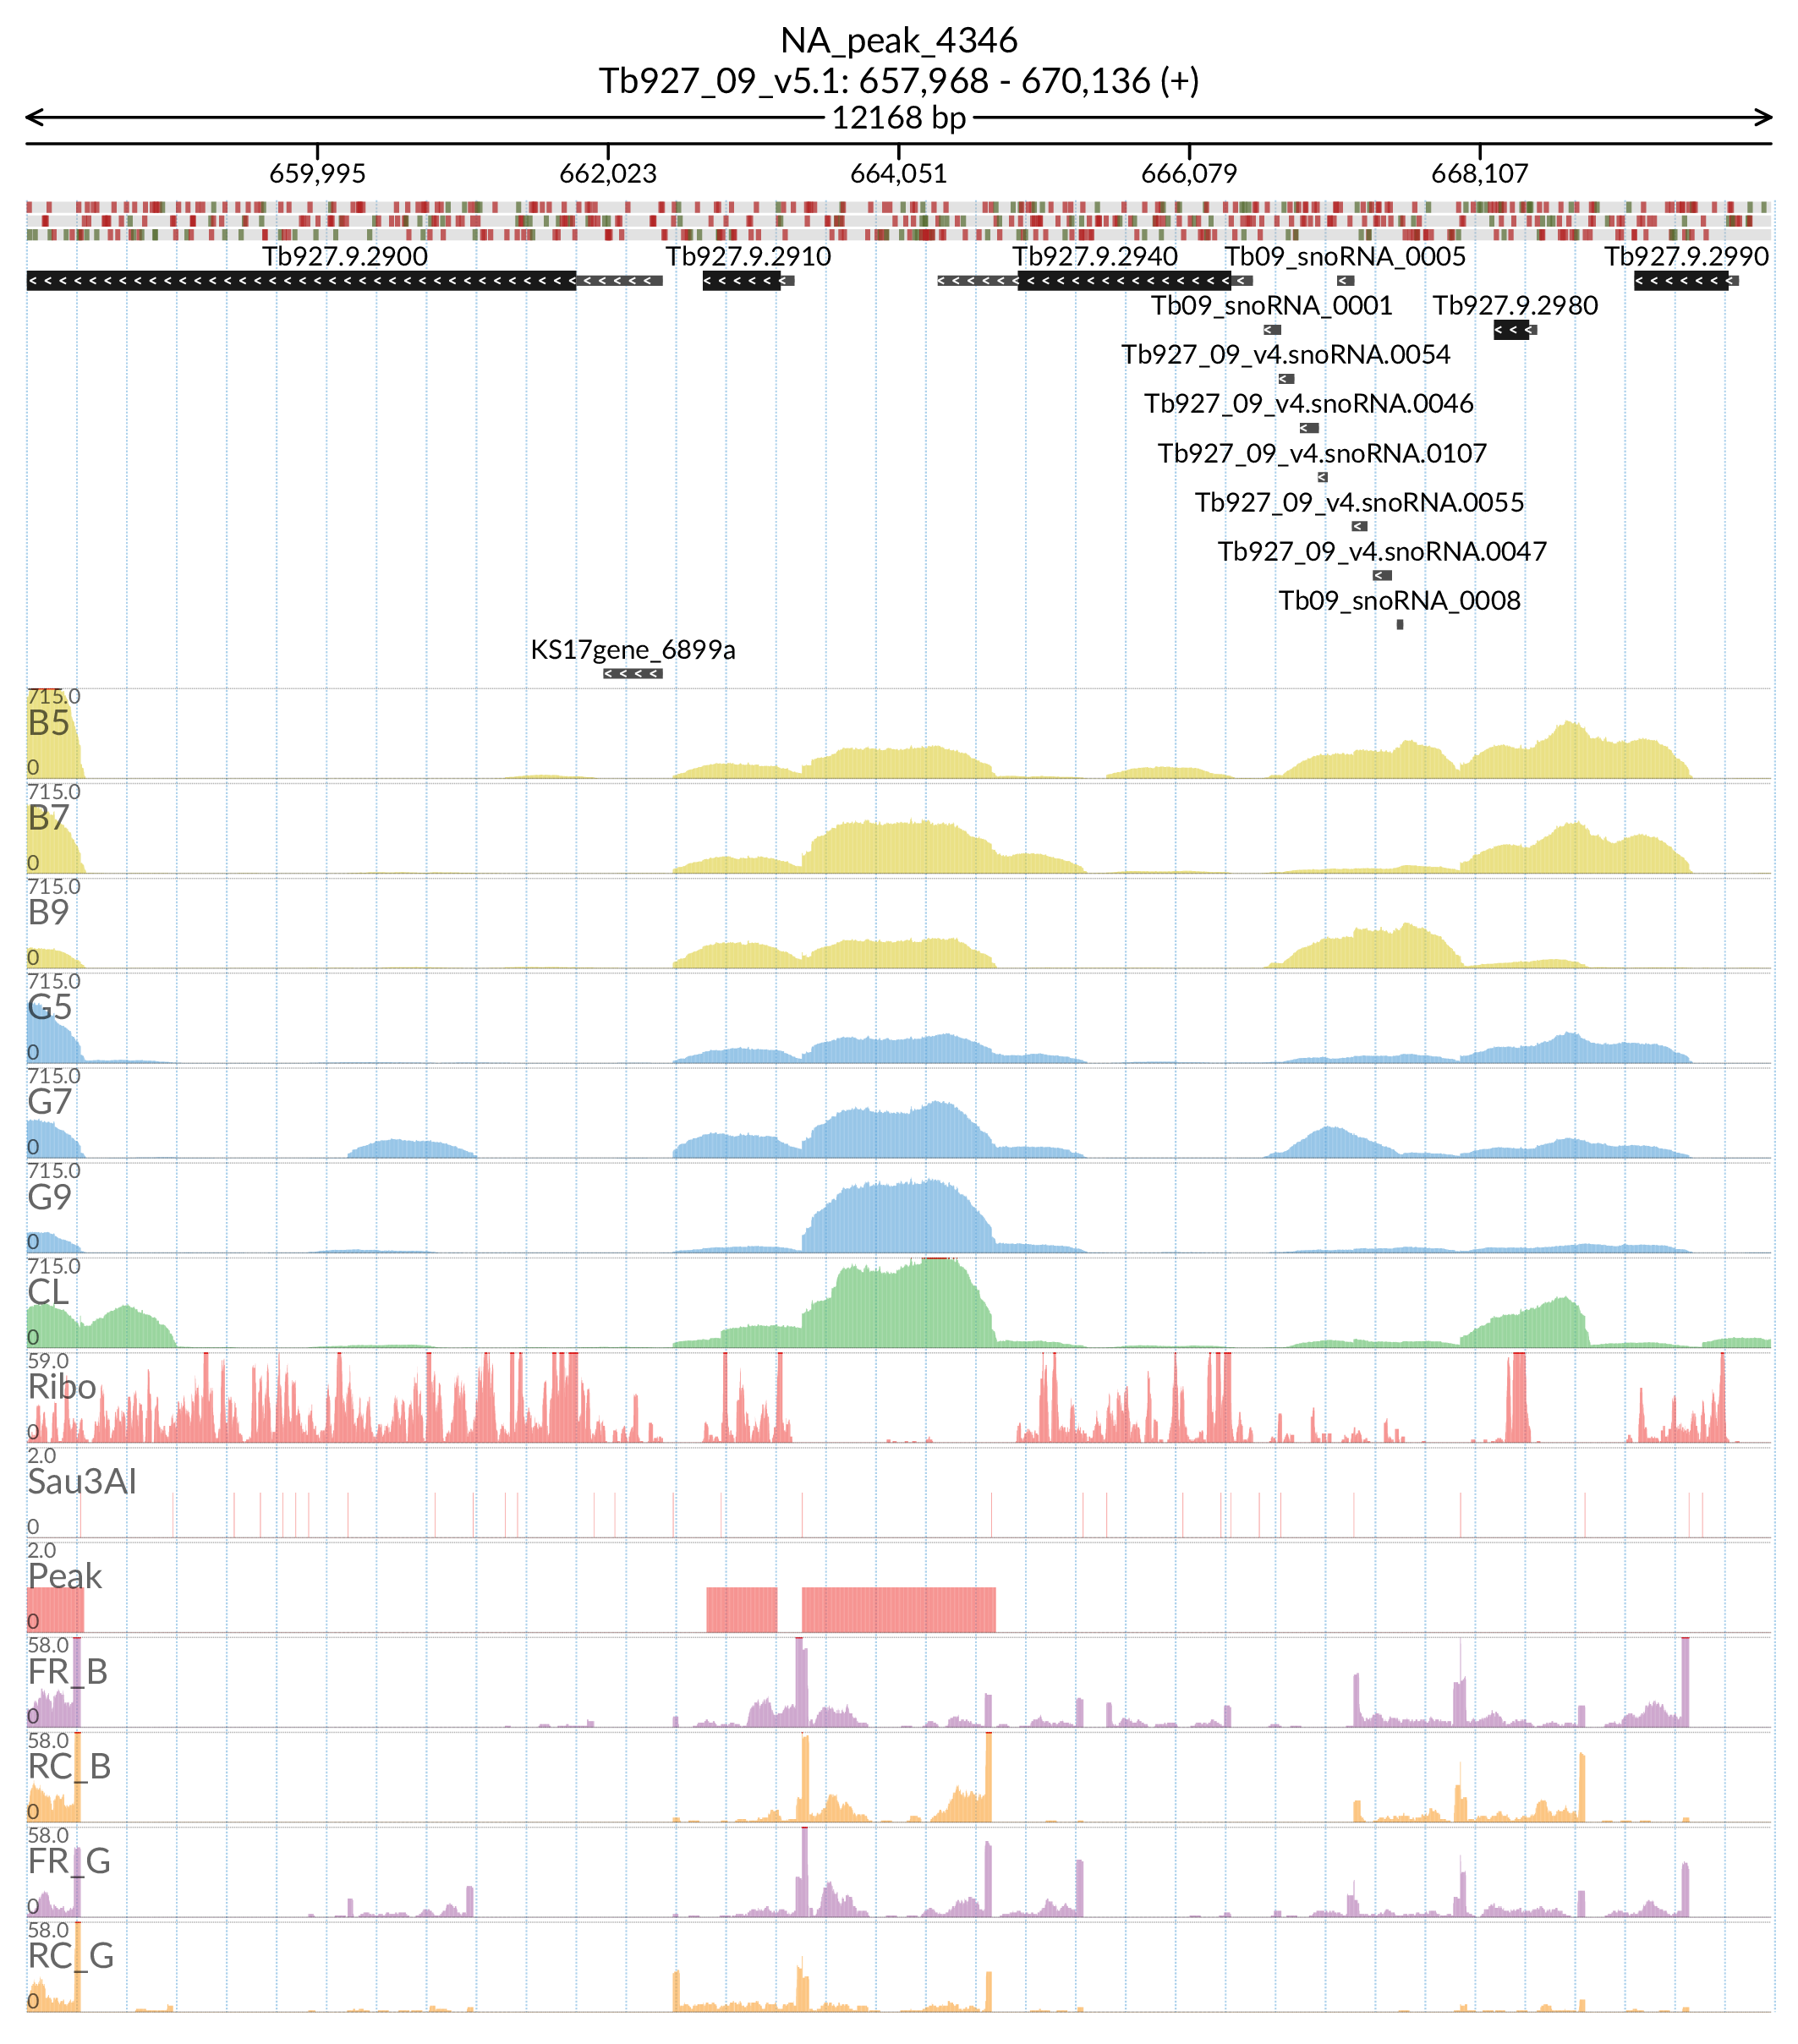 NA_peak_4346
Tb927_09_v5.1: 657,968 - 670,136 (+)
12168 bp
659,995 662,023 664,051 666,079 668,107
Tb927.9.2900 Tb927.9.2910 Tb927.9.2940 Tb09_snoRNA_0005 Tb927.9.2990
Tb09_snoRNA_0001 Tb927.9.2980
Tb927_09_v4.snoRNA.0054
Tb927_09_v4.snoRNA.0046
Tb927_09_v4.snoRNA.0107
Tb927_09_v4.snoRNA.0055
Tb927_09_v4.snoRNA.0047
Tb09_snoRNA_0008
KS17gene_6899a
715.0
B5
0
715.0
B7
0
715.0
B9
0
715.0
G5
0
715.0
G7
0
715.0
G9
0
715.0
CL
0
59.0
Ribo
0
2.0
Sau3AI
0
2.0
Peak
0
58.0
FR_B
0
58.0
RC_B
0
58.0
FR_G
0
58.0
RC_G
0